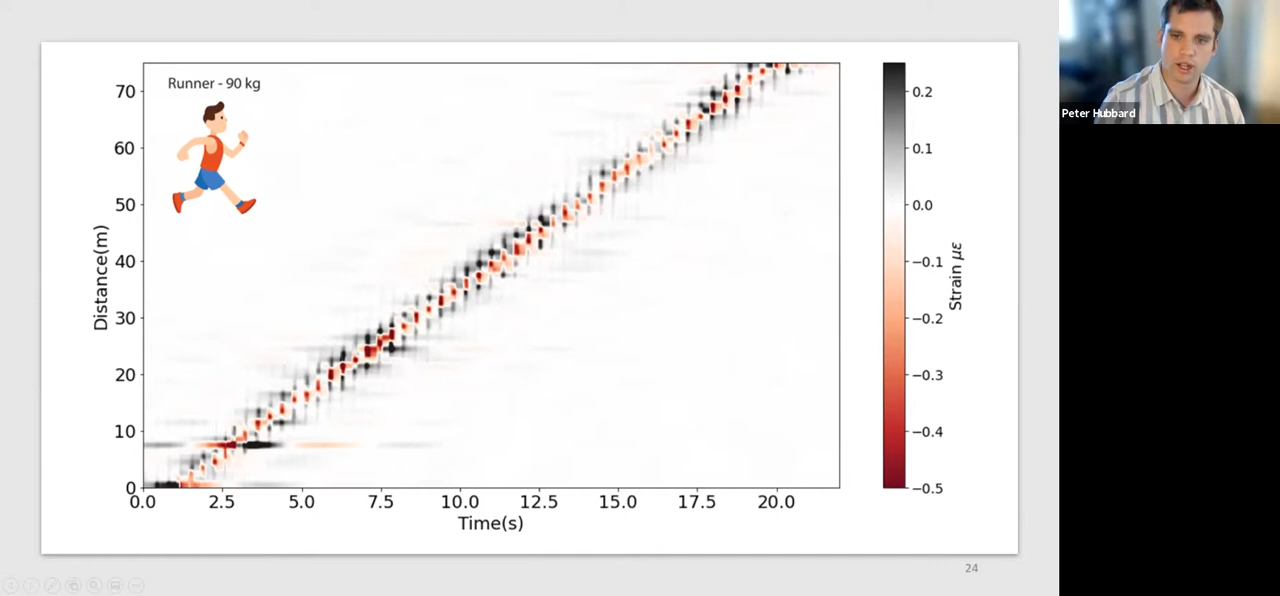 Runner - 90 kg
Distance(m)
70
60
50
40
30
20
10
0
0.0 2.5 5.0 7.5 10.0 12.5 15.0 17.5 20.0
Time(s)
0.2
0.1
0.0
−0.1
−0.2
−0.3
−0.4
−0.5
Strain με
24
Peter Hubbard